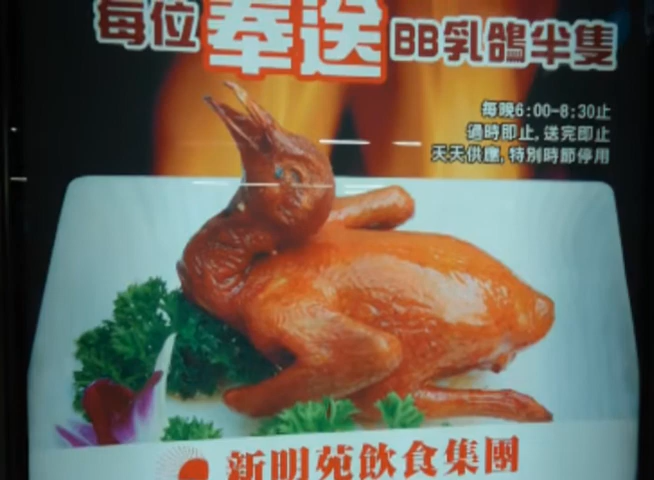 每位奉送BB乳鴿半隻
每晚6:00-8:30止
過時即止,送完即止
天天供應,特別時節停用
新明苑飲食集團